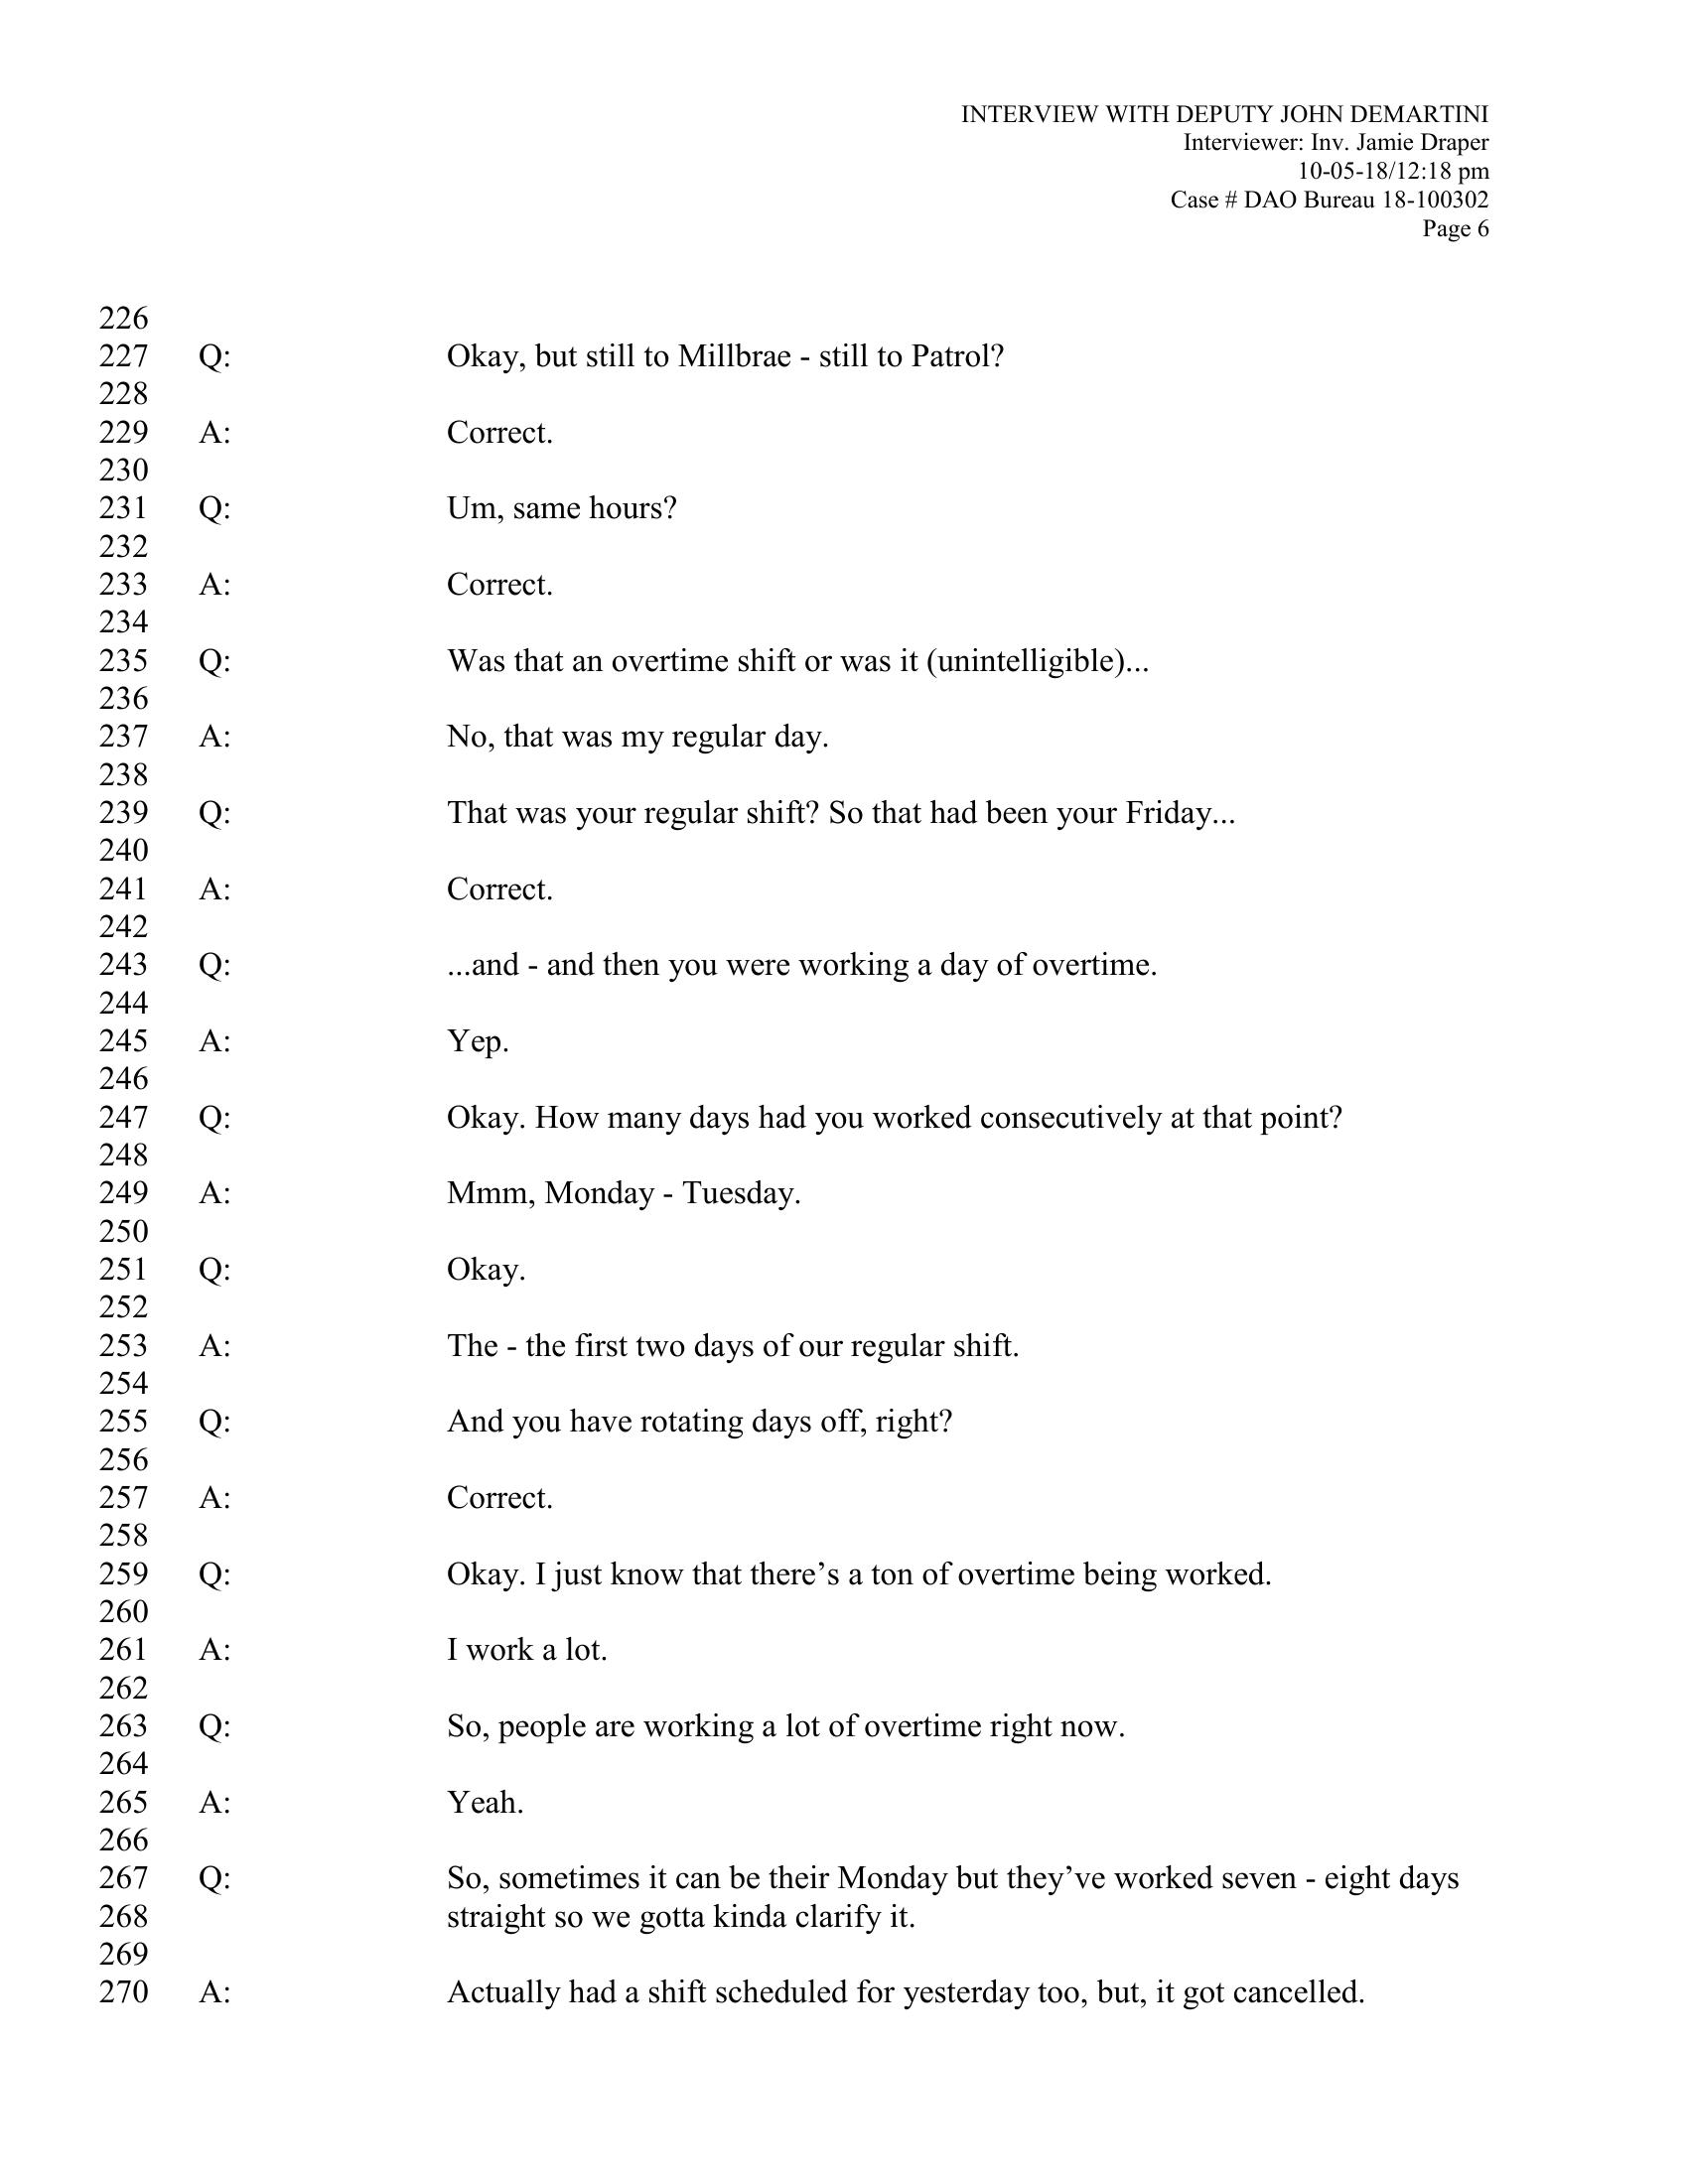 INTERVIEW WITH DEPUTY JOHN DEMARTINI
Interviewer: Inv. Jamie Draper
10-05-18/12:18 pm
Case # DAO Bureau 18-100302
Page 6
226
227 Q: Okay, but still to Millbrae - still to Patrol?
228
229 A: Correct.
230
231 Q: Um, same hours?
232
233 A: Correct.
234
235 Q: Was that an overtime shift or was it (unintelligible)...
236
237 A: No, that was my regular day.
238
239 Q: That was your regular shift? So that had been your Friday...
240
241 A: Correct.
242
243 Q: ...and - and then you were working a day of overtime.
244
245 A: Yep.
246
247 Q: Okay. How many days had you worked consecutively at that point?
248
249 A: Mmm, Monday - Tuesday.
250
251 Q: Okay.
252
253 A: The - the first two days of our regular shift.
254
255 Q: And you have rotating days off, right?
256
257 A: Correct.
258
259 Q: Okay. I just know that there’s a ton of overtime being worked.
260
261 A: I work a lot.
262
263 Q: So, people are working a lot of overtime right now.
264
265 A: Yeah.
266
267 Q: So, sometimes it can be their Monday but they’ve worked seven - eight days
268 straight so we gotta kinda clarify it.
269
270 A: Actually had a shift scheduled for yesterday too, but, it got cancelled.